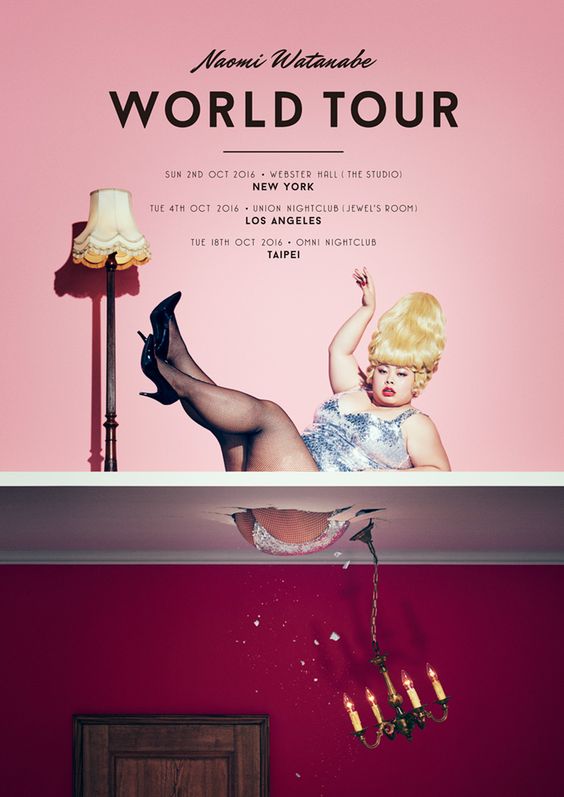 Naomi Watanabe
WORLD TOUR
SUN 2ND OCT 2016 • WEBSTER HALL ( THE STUDIO)
NEW YORK
TUE 4TH OCT 2016 • UNION NIGHTCLUB (JEWEL'S ROOM)
LOS ANGELES
TUE 18TH OCT 2016 • OMNI NIGHTCLUB
TAIPEI